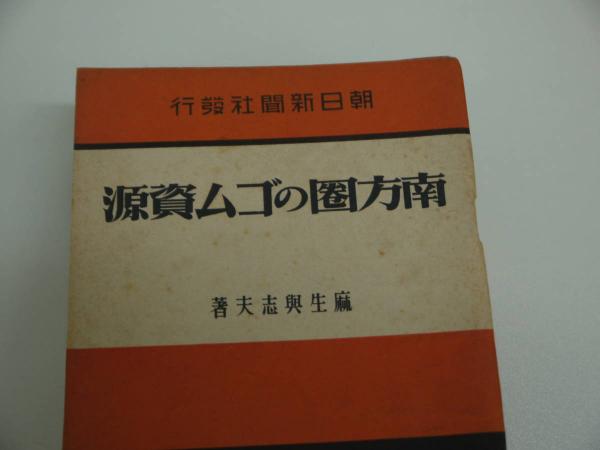 朝日新聞社發行
南方圏のゴム資源
麻生與志夫著